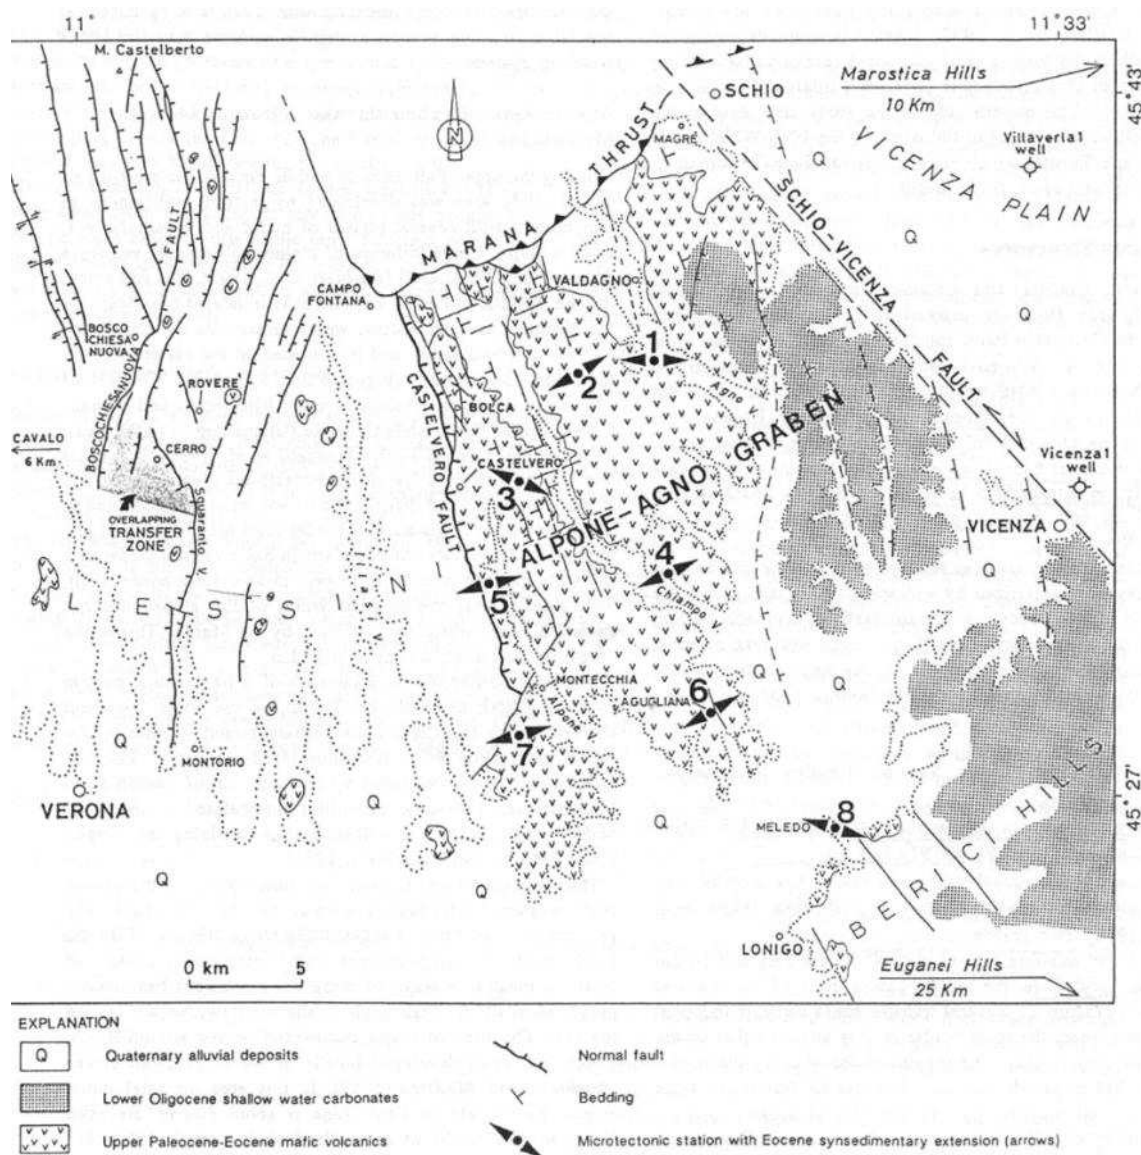 11°
11°33'
M. Castelberto
SCHIO
Marostica Hills
10 Km
45°43'
MAGRÈ
Villaverla1
well
VICENZA PLAIN
N
MARANA THRUST
SCHIO VICENZA FAULT
FAULT
Q
Q
Q
CAMPO
FONTANA
VALDAGNO
BOSCO
CHIESA
NUOVA
BOSCOCHIESANUOVA
ROVERE
1
2
Agno
CASTELVERO FAULT
BOLCA
CAVALO
6 Km
CERRO
CASTELVERO
3
ALPONE-AGNO GRABEN
Vicenza1
well
OVERLAPPING
TRANSFER
ZONE
Squaranto V.
VICENZA
4
Q
LESSINI
5
Chiampo
MONTECCHIA
Q
Q
AGUGLIANA
6
Alpone
7
Q
MONTORIO
VERONA
Q
45°27'
MELEDO
8
Q
Q
Q
BERICI HILLS
LONIGO
0 km 5
Euganei Hills
25 Km
EXPLANATION
Q Quaternary alluvial deposits
Normal fault
Lower Oligocene shallow water carbonates
Bedding
Upper Paleocene-Eocene mafic volcanics
Microtectonic station with Eocene synsedimentary extension (arrows)